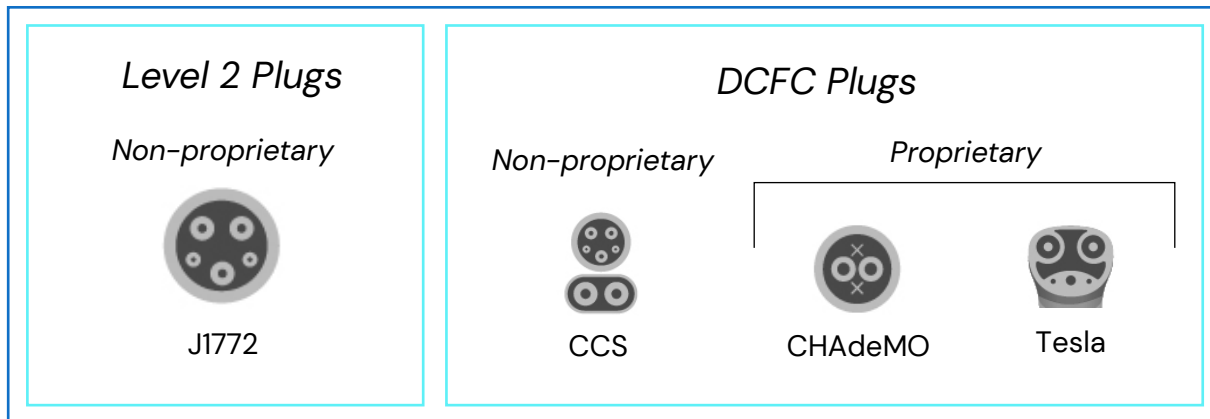 Level 2 Plugs
Non-proprietary
J1772
DCFC Plugs
Non-proprietary
Proprietary
CCS
CHAdeMO
Tesla